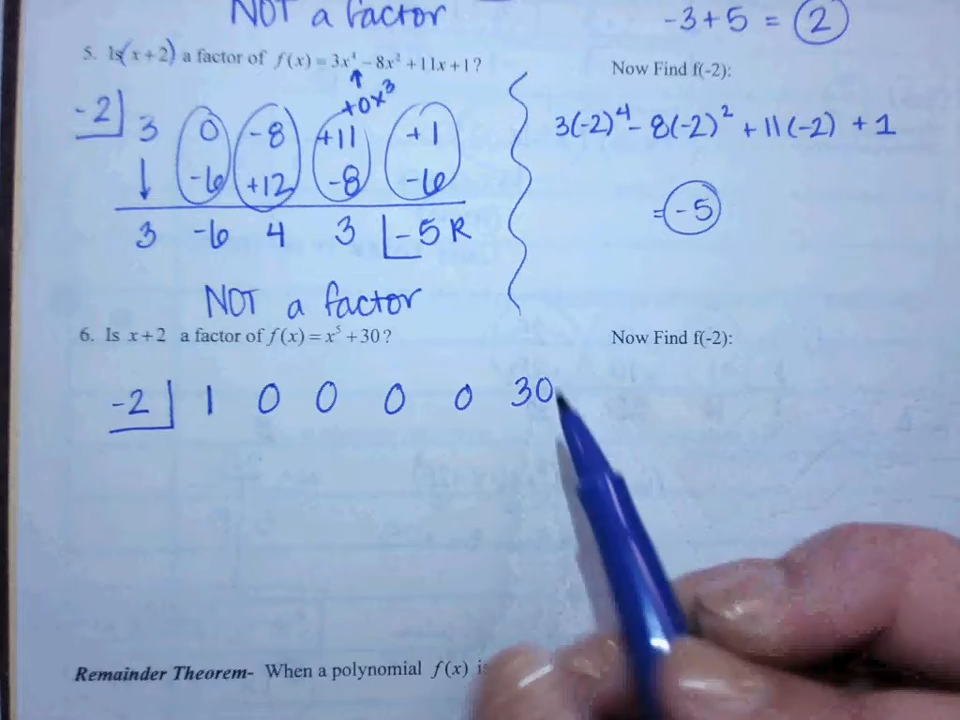 NOT a factor
-3+5 = 2
5. Is (x+2) a factor of f(x) = 3x⁴ − 8x² + 11x + 1?
+0x³
Now Find f(-2):
-2 3 0 -8 +11 +1
-6 +12 -8 -6
3 -6 4 3 -5 R
3(-2)⁴ - 8(-2)² + 11(-2) + 1
= -5
NOT a factor
6. Is x+2 a factor of f(x) = x⁵ + 30?
Now Find f(-2):
-2 1 0 0 0 0 30
Remainder Theorem- When a polynomial f(x) is